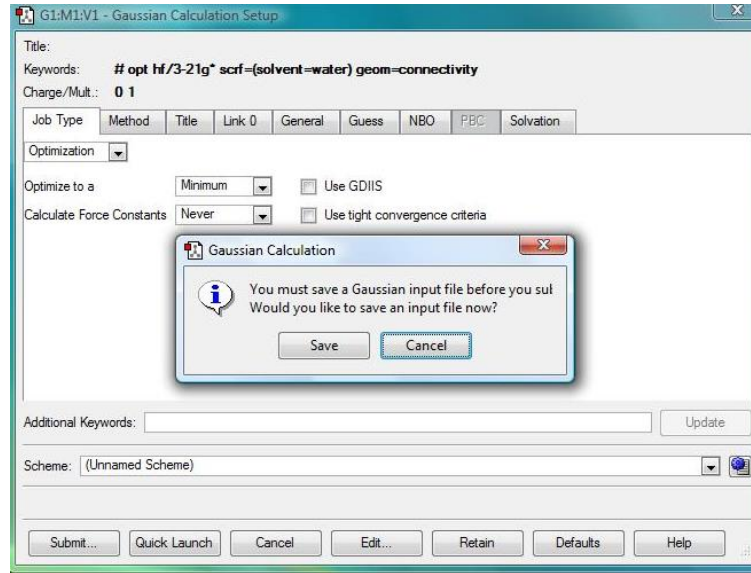 G1:M1:V1 - Gaussian Calculation Setup
Title:
Keywords: # opt hf/3-21g* scrf=(solvent=water) geom=connectivity
Charge/Mult.: 0 1
Job Type Method Title Link 0 General Guess NBO PBC Solvation
Optimization
Optimize to a Minimum Use GDIIS
Calculate Force Constants Never Use tight convergence criteria
Gaussian Calculation
You must save a Gaussian input file before you sub
Would you like to save an input file now?
Save Cancel
Additional Keywords: Update
Scheme: (Unnamed Scheme)
Submit... Quick Launch Cancel Edit... Retain Defaults Help